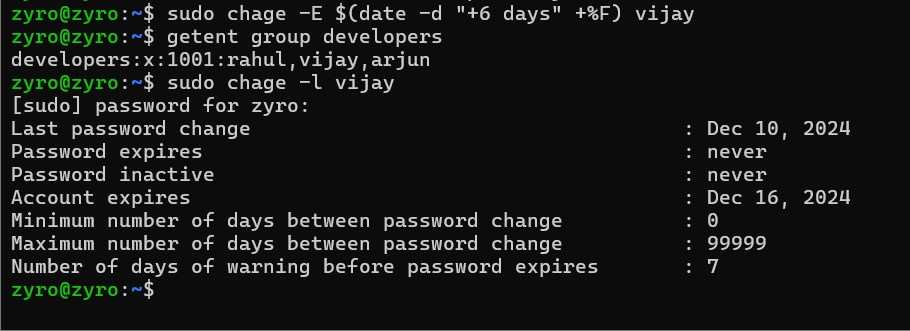 zyro@zyro:~$ sudo chage -E $(date -d "+6 days" +%F) vijay
zyro@zyro:~$ getent group developers
developers:x:1001:rahul,vijay,arjun
zyro@zyro:~$ sudo chage -l vijay
[sudo] password for zyro:
Last password change : Dec 10, 2024
Password expires : never
Password inactive : never
Account expires : Dec 16, 2024
Minimum number of days between password change : 0
Maximum number of days between password change : 99999
Number of days of warning before password expires : 7
zyro@zyro:~$